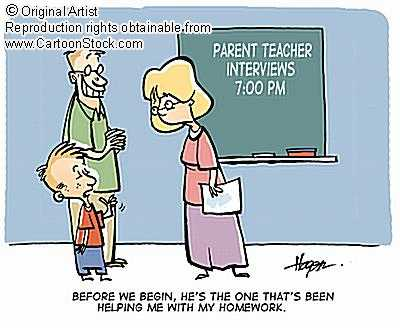 © Original Artist
Reproduction rights obtainable from
www.CartoonStock.com
PARENT TEACHER
INTERVIEWS
7:00 PM
Hagen.
BEFORE WE BEGIN, HE'S THE ONE THAT'S BEEN
HELPING ME WITH MY HOMEWORK.